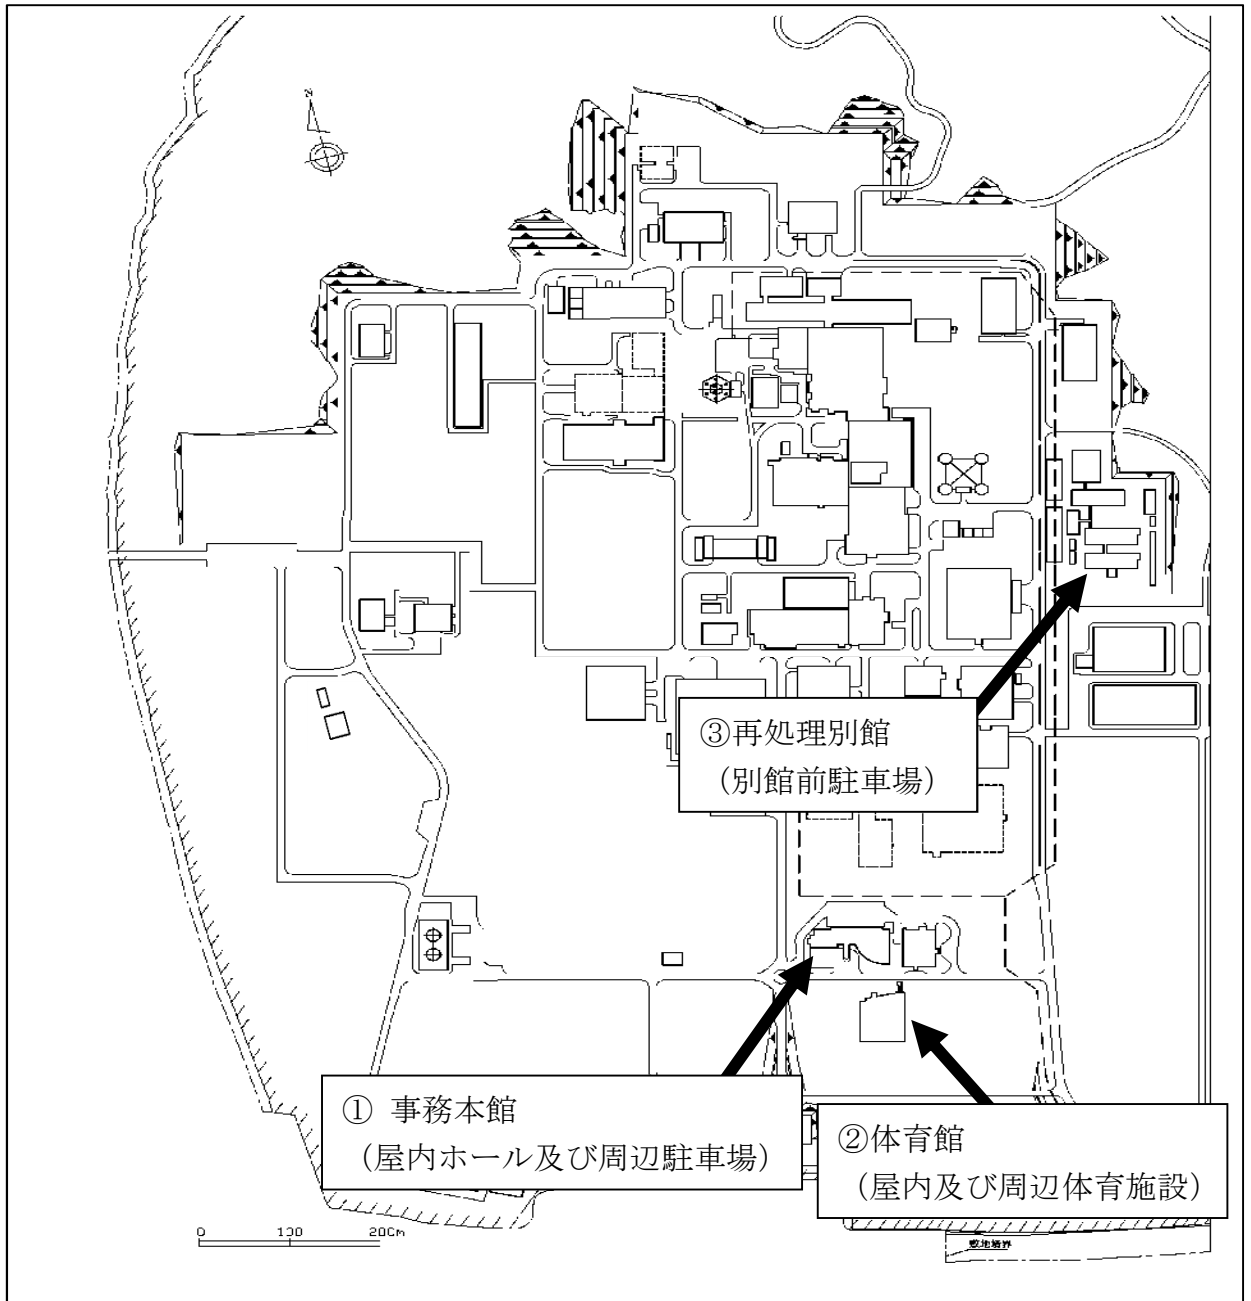 N
③再処理別館
（別館前駐車場）
① 事務本館
（屋内ホール及び周辺駐車場）
②体育館
（屋内及び周辺体育施設）
0 100 200m
敷地境界